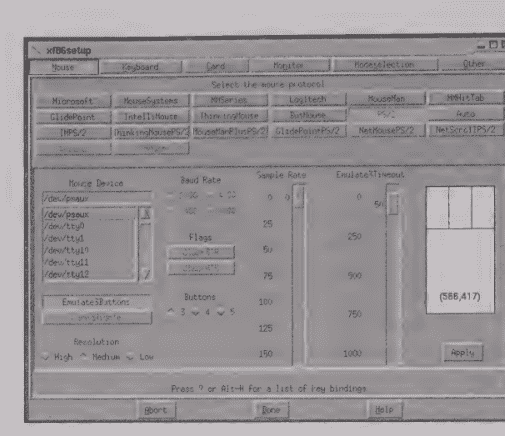 xf86setup
Mouse Keyboard Card Monitor Modeselection Other
Select the mouse protocol
Microsoft MouseSystems MMSeries Logitech MouseMan MMHitTab
GlidePoint IntelliMouse ThinkingMouse BusMouse PS/2 Auto
IMPS/2 ThinkingMousePS/2 MouseManPlusPS/2 GlidePointPS/2 NetMousePS/2 NetScrollPS/2
Mouse Device
/dev/psaux
/dev/psaux
/dev/tty0
/dev/tty1
/dev/tty10
/dev/tty11
/dev/tty12
Emulate3Buttons
Resolution
High Medium Low
Baud Rate
Flags
Buttons
3 4 5
Sample Rate
0 0
25
50
75
100
125
150
Emulate3Timeout
0 50
250
500
750
1000
(586,417)
Apply
Press ? or Alt-H for a list of key bindings
Abort Done Help